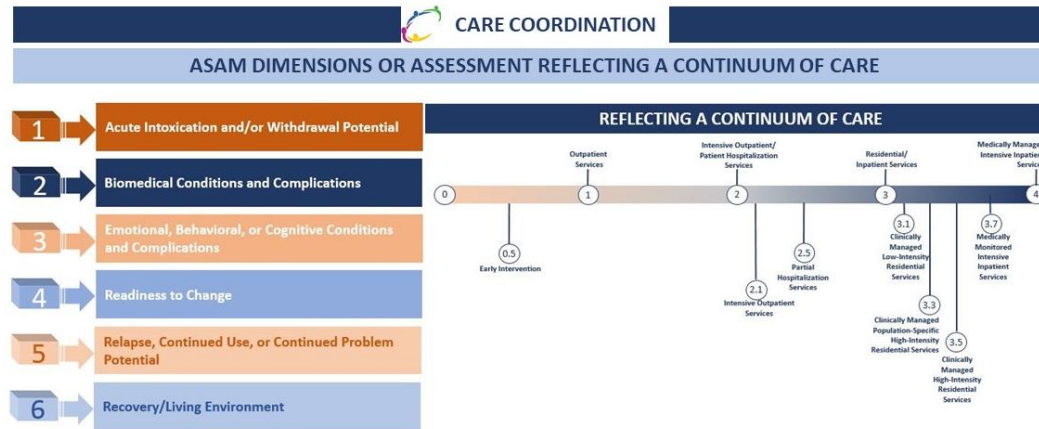 CARE COORDINATION
ASAM DIMENSIONS OR ASSESSMENT REFLECTING A CONTINUUM OF CARE
1
Acute Intoxication and/or Withdrawal Potential
2
Biomedical Conditions and Complications
3
Emotional, Behavioral, or Cognitive Conditions
and Complications
4
Readiness to Change
5
Relapse, Continued Use, or Continued Problem
Potential
6
Recovery/Living Environment
REFLECTING A CONTINUUM OF CARE
Outpatient
Services
Intensive Outpatient/
Patient Hospitalization
Services
Residential/
Inpatient Services
Medically Manage
Intensive Inpatien
Service
0
1
2
3
4
0.5
Early Intervention
2.1
Intensive Outpatient
Services
2.5
Partial
Hospitalization
Services
3.1
Clinically
Managed
Low-Intensity
Residential
Services
3.3
Clinically Managed
Population-Specific
High-Intensity
Residential Services
3.5
Clinically
Managed
High-Intensity
Residential
Services
3.7
Medically
Monitored
Intensive
Inpatient
Services